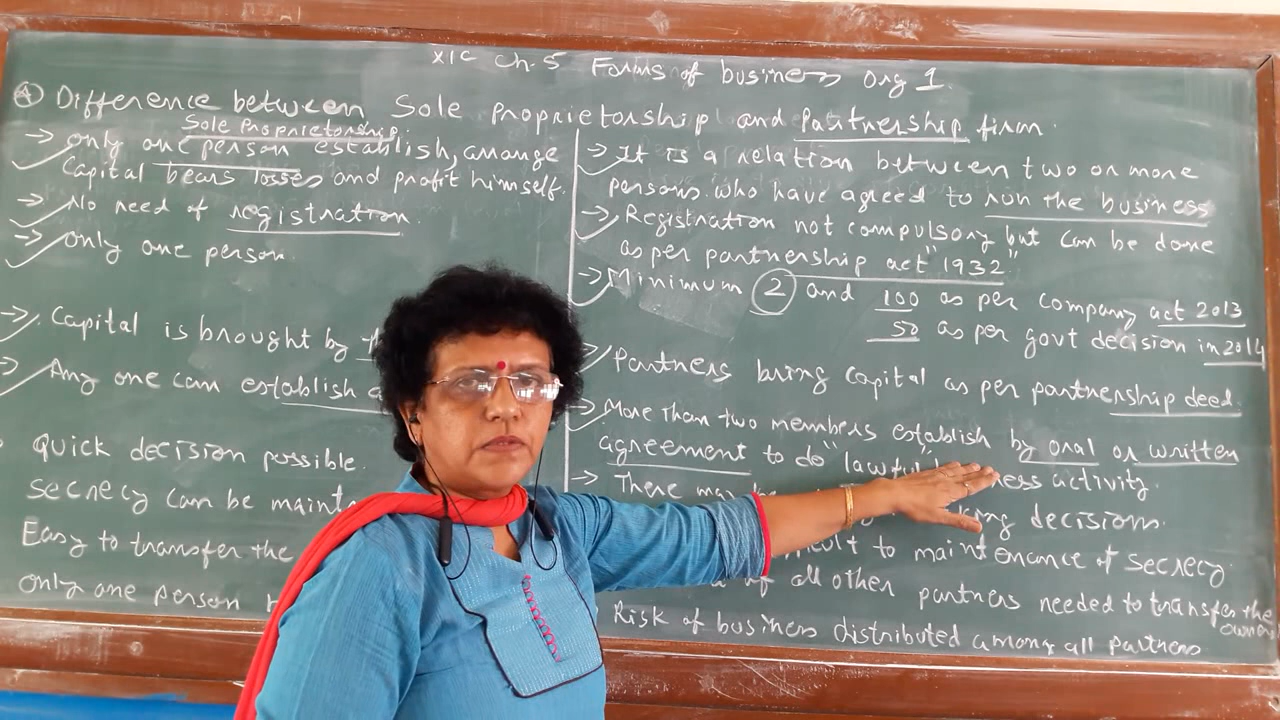 XIC Ch. 5 Forms of business org 1.
A Difference between Sole Proprietorship and Partnership firm.
Sole Proprietorship
→ only one person establish, arrange
Capital bears losses and profit himself.
→ No need of registration.
→ only one person.
→ Capital is brought by
→ Any one can establish
Quick decision possible.
secrecy can be
Easy to transfer the
only one person
→ It is a relation between two or more
persons who have agreed to run the business
→ Registration not compulsory but can be done
as per partnership act "1932"
→ Minimum 2 and 100 as per company act 2013
50 as per govt decision in 2014
→ Partners bring capital as per partnership deed.
→ More than two members establish by oral or written
agreement to do "lawful" activity.
→ There decisions.
to maintenance of secrecy.
of all other partners needed to transfer the
owner
Risk of business distributed among all partners